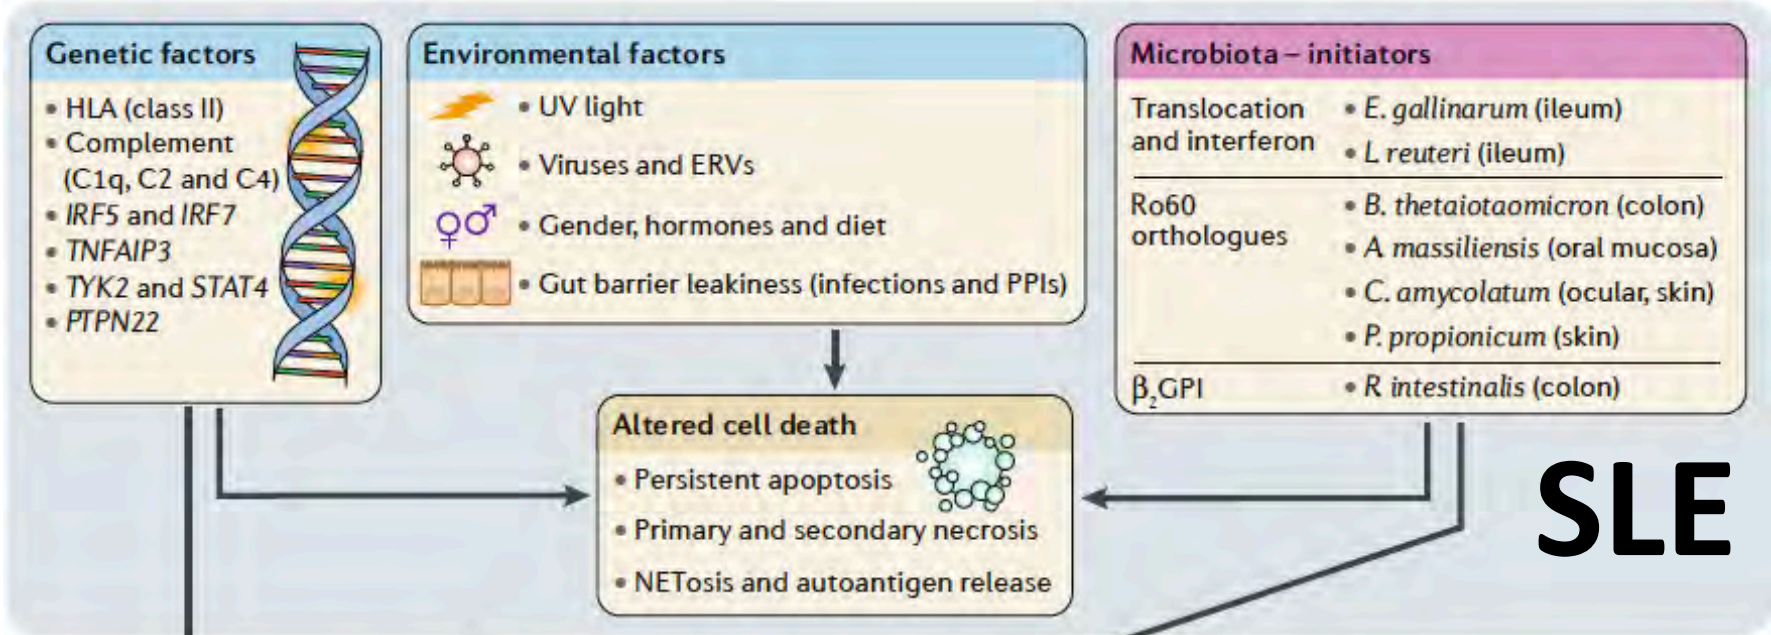 Genetic factors
• HLA (class II)
• Complement
(C1q, C2 and C4)
• IRF5 and IRF7
• TNFAIP3
• TYK2 and STAT4
• PTPN22
Environmental factors
• UV light
• Viruses and ERVs
• Gender, hormones and diet
• Gut barrier leakiness (infections and PPIs)
Microbiota – initiators
Translocation
and interferon
• E. gallinarum (ileum)
• L reuteri (ileum)
Ro60
orthologues
• B. thetaiotaomicron (colon)
• A massiliensis (oral mucosa)
• C. amycolatum (ocular, skin)
• P. propionicum (skin)
β₂GPI
• R intestinalis (colon)
Altered cell death
• Persistent apoptosis
• Primary and secondary necrosis
• NETosis and autoantigen release
SLE